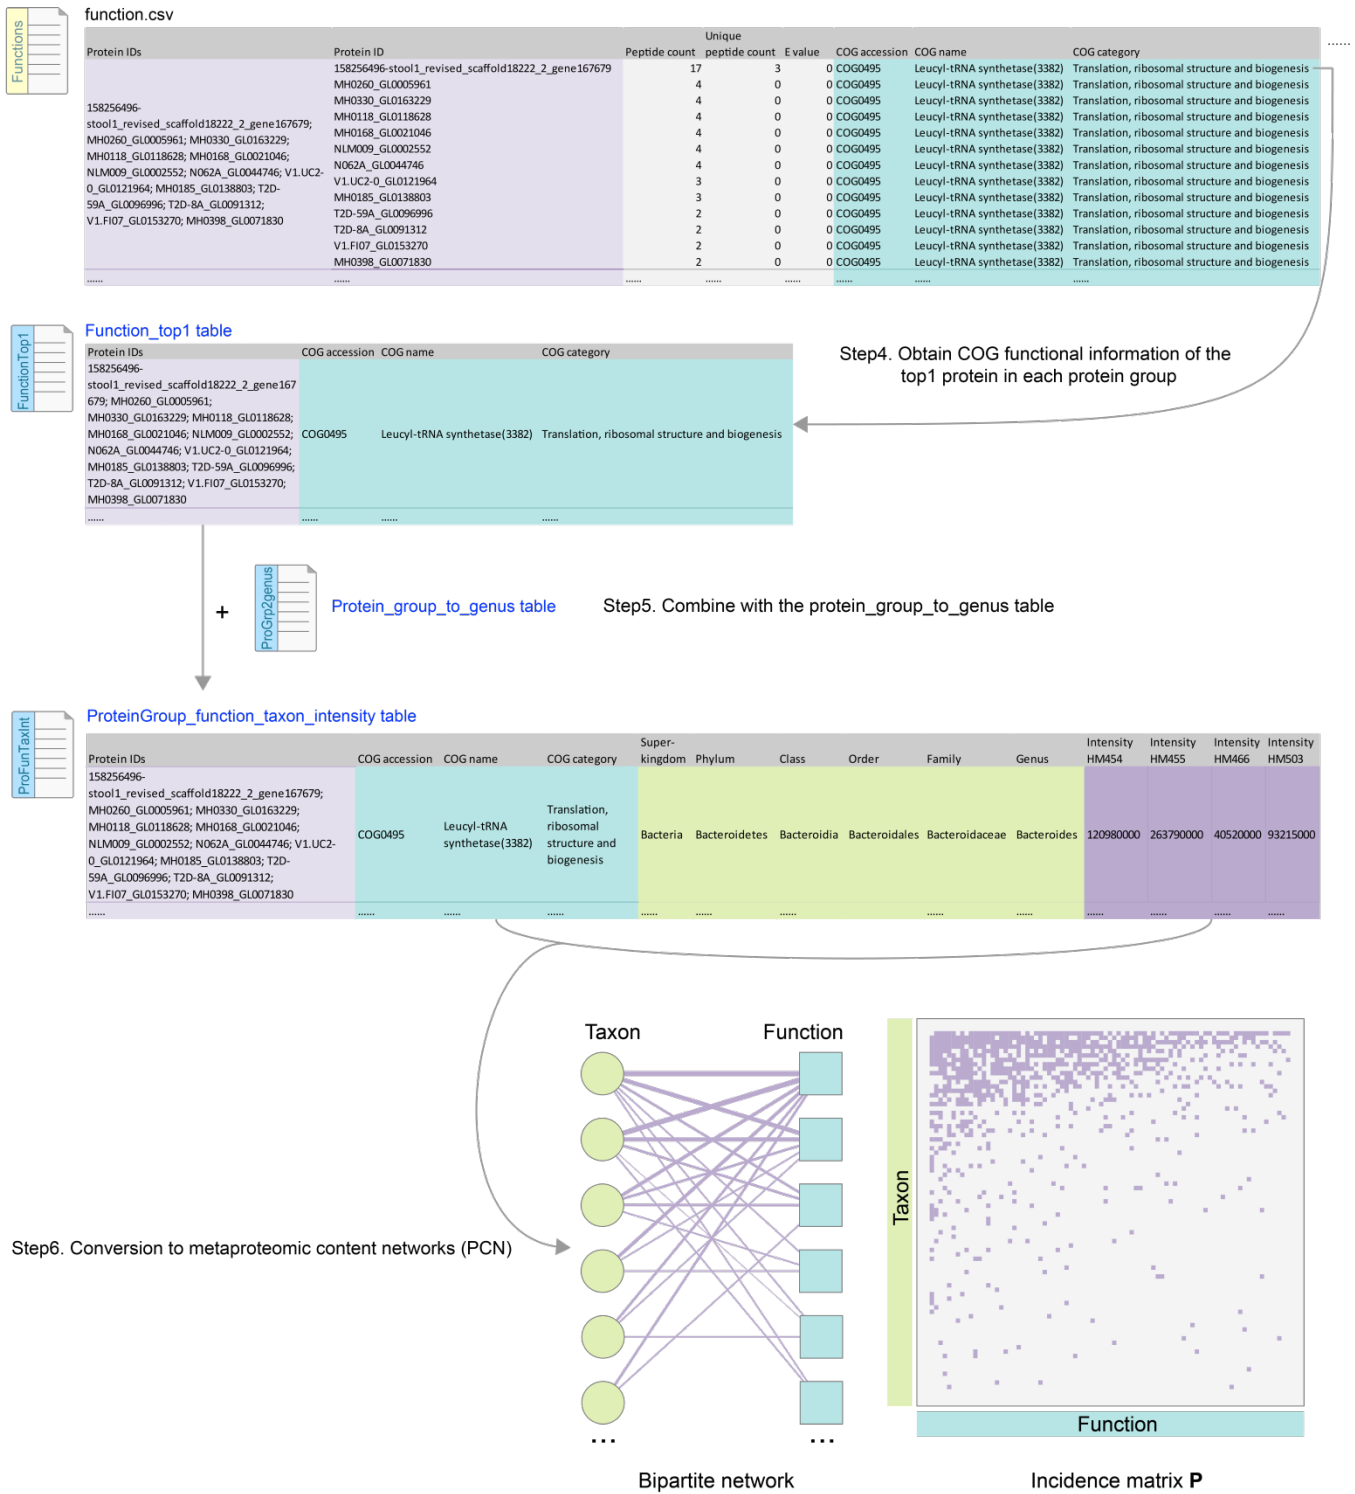 Functions
function.csv
Protein IDs Protein ID Peptide count Unique peptide count E value COG accession COG name COG category
......
158256496-
stool1_revised_scaffold18222_2_gene167679;
MH0260_GL0005961; MH0330_GL0163229;
MH0118_GL0118628; MH0168_GL0021046;
NLM009_GL0002552; N062A_GL0044746; V1.UC2-
0_GL0121964; MH0185_GL0138803; T2D-
59A_GL0096996; T2D-8A_GL0091312;
V1.FI07_GL0153270; MH0398_GL0071830
158256496-stool1_revised_scaffold18222_2_gene167679 17 3 0 COG0495 Leucyl-tRNA synthetase(3382) Translation, ribosomal structure and biogenesis
MH0260_GL0005961 4 0 0 COG0495 Leucyl-tRNA synthetase(3382) Translation, ribosomal structure and biogenesis
MH0330_GL0163229 4 0 0 COG0495 Leucyl-tRNA synthetase(3382) Translation, ribosomal structure and biogenesis
MH0118_GL0118628 4 0 0 COG0495 Leucyl-tRNA synthetase(3382) Translation, ribosomal structure and biogenesis
MH0168_GL0021046 4 0 0 COG0495 Leucyl-tRNA synthetase(3382) Translation, ribosomal structure and biogenesis
NLM009_GL0002552 4 0 0 COG0495 Leucyl-tRNA synthetase(3382) Translation, ribosomal structure and biogenesis
N062A_GL0044746 4 0 0 COG0495 Leucyl-tRNA synthetase(3382) Translation, ribosomal structure and biogenesis
V1.UC2-0_GL0121964 3 0 0 COG0495 Leucyl-tRNA synthetase(3382) Translation, ribosomal structure and biogenesis
MH0185_GL0138803 3 0 0 COG0495 Leucyl-tRNA synthetase(3382) Translation, ribosomal structure and biogenesis
T2D-59A_GL0096996 2 0 0 COG0495 Leucyl-tRNA synthetase(3382) Translation, ribosomal structure and biogenesis
T2D-8A_GL0091312 2 0 0 COG0495 Leucyl-tRNA synthetase(3382) Translation, ribosomal structure and biogenesis
V1.FI07_GL0153270 2 0 0 COG0495 Leucyl-tRNA synthetase(3382) Translation, ribosomal structure and biogenesis
MH0398_GL0071830 2 0 0 COG0495 Leucyl-tRNA synthetase(3382) Translation, ribosomal structure and biogenesis
...... ...... ...... ...... ...... ...... ...... ......
FunctionTop1
Function_top1 table
Protein IDs COG accession COG name COG category
158256496-
stool1_revised_scaffold18222_2_gene167
679; MH0260_GL0005961;
MH0330_GL0163229; MH0118_GL0118628;
MH0168_GL0021046; NLM009_GL0002552;
N062A_GL0044746; V1.UC2-0_GL0121964;
MH0185_GL0138803; T2D-59A_GL0096996;
T2D-8A_GL0091312; V1.FI07_GL0153270;
MH0398_GL0071830
COG0495 Leucyl-tRNA synthetase(3382) Translation, ribosomal structure and biogenesis
...... ...... ...... ......
Step4. Obtain COG functional information of the
top1 protein in each protein group
+
ProGrp2genus
Protein_group_to_genus table
Step5. Combine with the protein_group_to_genus table
ProFunTaxInt
ProteinGroup_function_taxon_intensity table
Protein IDs COG accession COG name COG category Super-kingdom Phylum Class Order Family Genus Intensity HM454 Intensity HM455 Intensity HM466 Intensity HM503
158256496-
stool1_revised_scaffold18222_2_gene167679;
MH0260_GL0005961; MH0330_GL0163229;
MH0118_GL0118628; MH0168_GL0021046;
NLM009_GL0002552; N062A_GL0044746; V1.UC2-
0_GL0121964; MH0185_GL0138803; T2D-
59A_GL0096996; T2D-8A_GL0091312;
V1.FI07_GL0153270; MH0398_GL0071830
COG0495
Leucyl-tRNA
synthetase(3382)
Translation,
ribosomal
structure and
biogenesis
Bacteria Bacteroidetes Bacteroidia Bacteroidales Bacteroidaceae Bacteroides 120980000 263790000 40520000 93215000
...... ...... ...... ...... ...... ...... ...... ...... ...... ...... ...... ...... ......
Step6. Conversion to metaproteomic content networks (PCN)
Taxon Function
... ...
Bipartite network
Taxon
Function
Incidence matrix P